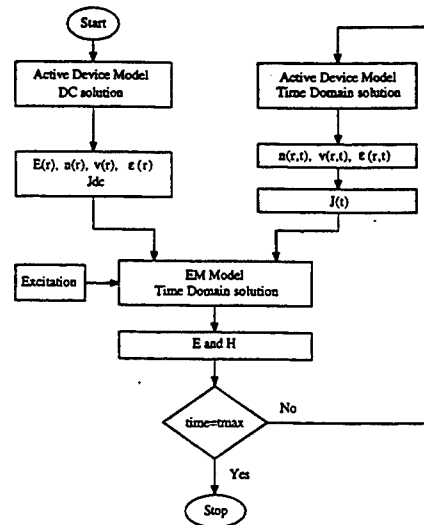 Start
Active Device Model
DC solution
E(r), n(r), v(r), ε(r)
Jdc
Active Device Model
Time Domain solution
n(r,t), v(r,t), ε(r,t)
J(t)
Excitation
EM Model
Time Domain solution
E and H
time=tmax
No
Yes
Stop